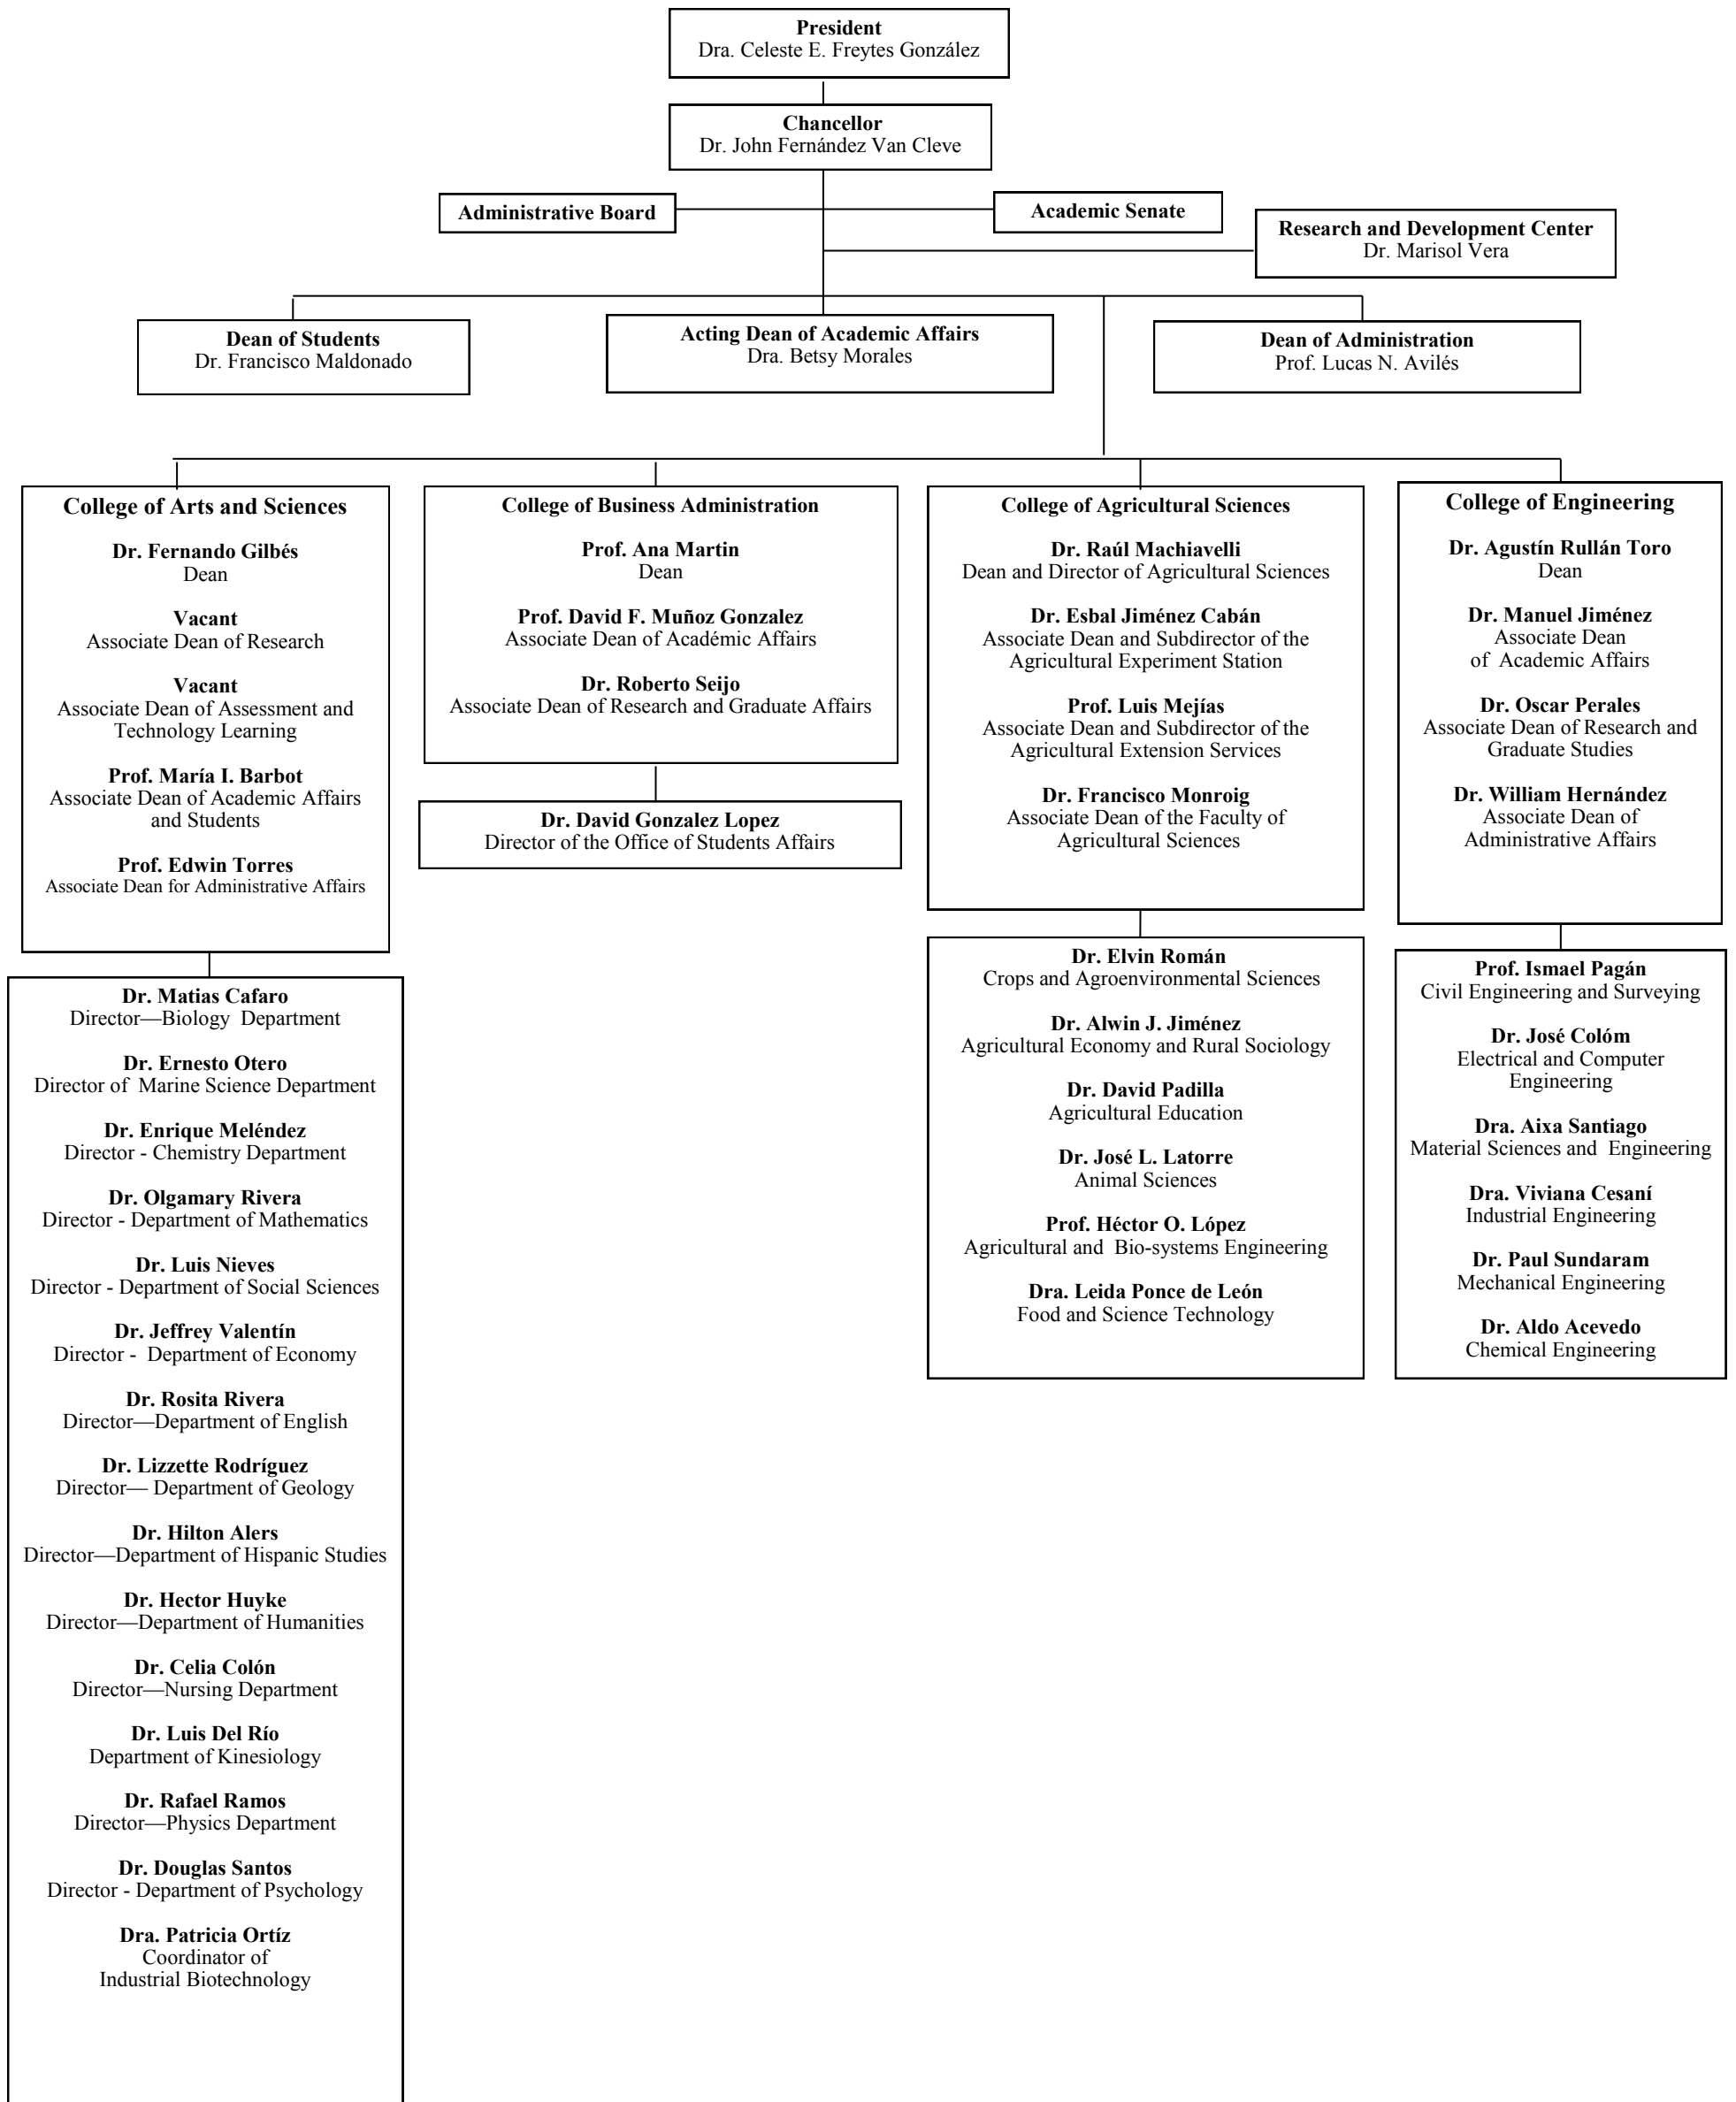 President
Dra. Celeste E. Freytes González
Chancellor
Dr. John Fernández Van Cleve
Administrative Board
Academic Senate
Research and Development Center
Dr. Marisol Vera
Dean of Students
Dr. Francisco Maldonado
Acting Dean of Academic Affairs
Dra. Betsy Morales
Dean of Administration
Prof. Lucas N. Avilés
College of Arts and Sciences
Dr. Fernando Gilbés
Dean
Vacant
Associate Dean of Research
Vacant
Associate Dean of Assessment and
Technology Learning
Prof. María I. Barbot
Associate Dean of Academic Affairs
and Students
Prof. Edwin Torres
Associate Dean for Administrative Affairs
Dr. Matias Cafaro
Director—Biology Department
Dr. Ernesto Otero
Director of Marine Science Department
Dr. Enrique Meléndez
Director - Chemistry Department
Dr. Olgamary Rivera
Director - Department of Mathematics
Dr. Luis Nieves
Director - Department of Social Sciences
Dr. Jeffrey Valentín
Director - Department of Economy
Dr. Rosita Rivera
Director—Department of English
Dr. Lizzette Rodríguez
Director— Department of Geology
Dr. Hilton Alers
Director—Department of Hispanic Studies
Dr. Hector Huyke
Director—Department of Humanities
Dr. Celia Colón
Director—Nursing Department
Dr. Luis Del Río
Department of Kinesiology
Dr. Rafael Ramos
Director—Physics Department
Dr. Douglas Santos
Director - Department of Psychology
Dra. Patricia Ortíz
Coordinator of
Industrial Biotechnology
College of Business Administration
Prof. Ana Martin
Dean
Prof. David F. Muñoz Gonzalez
Associate Dean of Académic Affairs
Dr. Roberto Seijo
Associate Dean of Research and Graduate Affairs
Dr. David Gonzalez Lopez
Director of the Office of Students Affairs
College of Agricultural Sciences
Dr. Raúl Machiavelli
Dean and Director of Agricultural Sciences
Dr. Esbal Jiménez Cabán
Associate Dean and Subdirector of the
Agricultural Experiment Station
Prof. Luis Mejías
Associate Dean and Subdirector of the
Agricultural Extension Services
Dr. Francisco Monroig
Associate Dean of the Faculty of
Agricultural Sciences
Dr. Elvin Román
Crops and Agroenvironmental Sciences
Dr. Alwin J. Jiménez
Agricultural Economy and Rural Sociology
Dr. David Padilla
Agricultural Education
Dr. José L. Latorre
Animal Sciences
Prof. Héctor O. López
Agricultural and Bio-systems Engineering
Dra. Leida Ponce de León
Food and Science Technology
College of Engineering
Dr. Agustín Rullán Toro
Dean
Dr. Manuel Jiménez
Associate Dean
of Academic Affairs
Dr. Oscar Perales
Associate Dean of Research and
Graduate Studies
Dr. William Hernández
Associate Dean of
Administrative Affairs
Prof. Ismael Pagán
Civil Engineering and Surveying
Dr. José Colóm
Electrical and Computer
Engineering
Dra. Aixa Santiago
Material Sciences and Engineering
Dra. Viviana Cesaní
Industrial Engineering
Dr. Paul Sundaram
Mechanical Engineering
Dr. Aldo Acevedo
Chemical Engineering